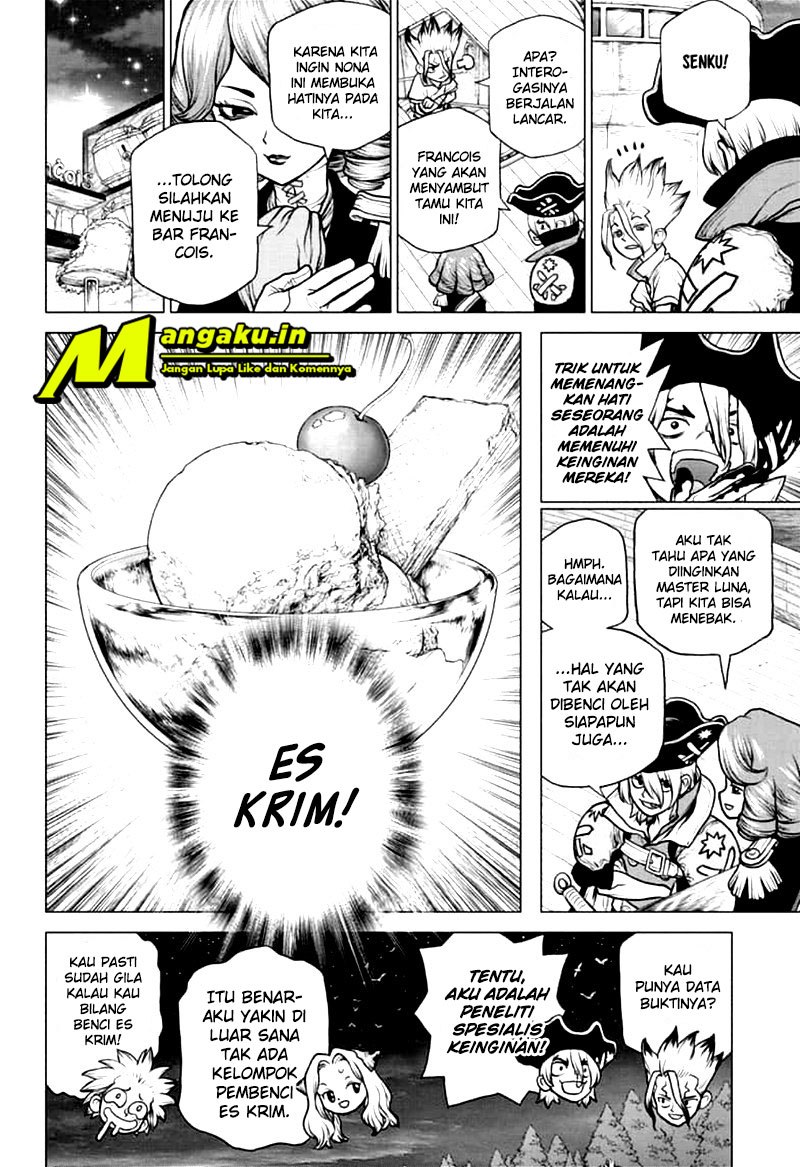 SENKU!
APA?
INTERO-
GASINYA
BERJALAN
LANCAR.
FRANCOIS
YANG AKAN
MENYAMBUT
TAMU KITA
INI!
KARENA KITA
INGIN NONA
INI MEMBUKA
HATINYA PADA
KITA...
...TOLONG
SILAHKAN
MENUJU KE
BAR FRAN-
COIS.
Mangaku.in
Jangan Lupa Like dan Komennya
TRIK UNTUK
MEMENANG-
KAN HATI
SESEORANG
ADALAH
MEMENUHI
KEINGINAN
MEREKA!
AKU TAK
TAHU APA YANG
DIINGINKAN
MASTER LUNA,
TAPI KITA BISA
MENEBAK.
HMPH.
BAGAIMANA
KALAU...
...HAL YANG
TAK AKAN
DIBENCI OLEH
SIAPAPUN
JUGA...
ES
KRIM!
KAU
PUNYA DATA
BUKTINYA?
TENTU,
AKU ADALAH
PENELITI
SPESIALIS
KEINGINAN!
ITU BENAR-
AKU YAKIN DI
LUAR SANA
TAK ADA
KELOMPOK
PEMBENCI
ES KRIM.
KAU PASTI
SUDAH GILA
KALAU KAU
BILANG
BENCI ES
KRIM!